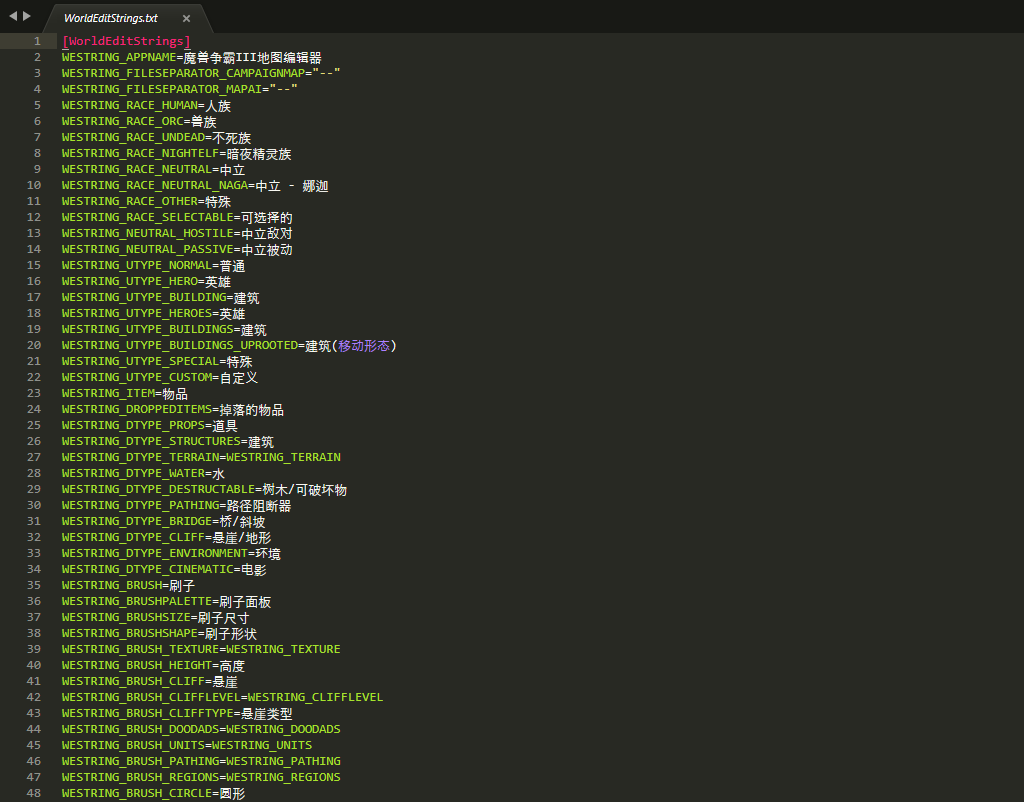 WorldEditStrings.txt ×
1 [WorldEditStrings]
2 WESTRING_APPNAME=魔兽争霸III地图编辑器
3 WESTRING_FILESEPARATOR_CAMPAIGNMAP="--"
4 WESTRING_FILESEPARATOR_MAPAI="--"
5 WESTRING_RACE_HUMAN=人族
6 WESTRING_RACE_ORC=兽族
7 WESTRING_RACE_UNDEAD=不死族
8 WESTRING_RACE_NIGHTELF=暗夜精灵族
9 WESTRING_RACE_NEUTRAL=中立
10 WESTRING_RACE_NEUTRAL_NAGA=中立 - 娜迦
11 WESTRING_RACE_OTHER=特殊
12 WESTRING_RACE_SELECTABLE=可选择的
13 WESTRING_NEUTRAL_HOSTILE=中立敌对
14 WESTRING_NEUTRAL_PASSIVE=中立被动
15 WESTRING_UTYPE_NORMAL=普通
16 WESTRING_UTYPE_HERO=英雄
17 WESTRING_UTYPE_BUILDING=建筑
18 WESTRING_UTYPE_HEROES=英雄
19 WESTRING_UTYPE_BUILDINGS=建筑
20 WESTRING_UTYPE_BUILDINGS_UPROOTED=建筑(移动形态)
21 WESTRING_UTYPE_SPECIAL=特殊
22 WESTRING_UTYPE_CUSTOM=自定义
23 WESTRING_ITEM=物品
24 WESTRING_DROPPEDITEMS=掉落的物品
25 WESTRING_DTYPE_PROPS=道具
26 WESTRING_DTYPE_STRUCTURES=建筑
27 WESTRING_DTYPE_TERRAIN=WESTRING_TERRAIN
28 WESTRING_DTYPE_WATER=水
29 WESTRING_DTYPE_DESTRUCTABLE=树木/可破坏物
30 WESTRING_DTYPE_PATHING=路径阻断器
31 WESTRING_DTYPE_BRIDGE=桥/斜坡
32 WESTRING_DTYPE_CLIFF=悬崖/地形
33 WESTRING_DTYPE_ENVIRONMENT=环境
34 WESTRING_DTYPE_CINEMATIC=电影
35 WESTRING_BRUSH=刷子
36 WESTRING_BRUSHPALETTE=刷子面板
37 WESTRING_BRUSHSIZE=刷子尺寸
38 WESTRING_BRUSHSHAPE=刷子形状
39 WESTRING_BRUSH_TEXTURE=WESTRING_TEXTURE
40 WESTRING_BRUSH_HEIGHT=高度
41 WESTRING_BRUSH_CLIFF=悬崖
42 WESTRING_BRUSH_CLIFFLEVEL=WESTRING_CLIFFLEVEL
43 WESTRING_BRUSH_CLIFFTYPE=悬崖类型
44 WESTRING_BRUSH_DOODADS=WESTRING_DOODADS
45 WESTRING_BRUSH_UNITS=WESTRING_UNITS
46 WESTRING_BRUSH_PATHING=WESTRING_PATHING
47 WESTRING_BRUSH_REGIONS=WESTRING_REGIONS
48 WESTRING_BRUSH_CIRCLE=圆形